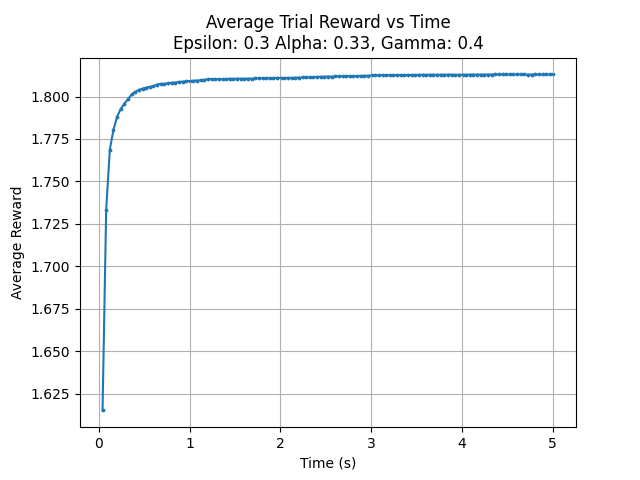 Average Trial Reward vs Time
Epsilon: 0.3 Alpha: 0.33, Gamma: 0.4
1.800
1.775
1.750
1.725
1.700
1.675
1.650
1.625
Average Reward
0 1 2 3 4 5
Time (s)